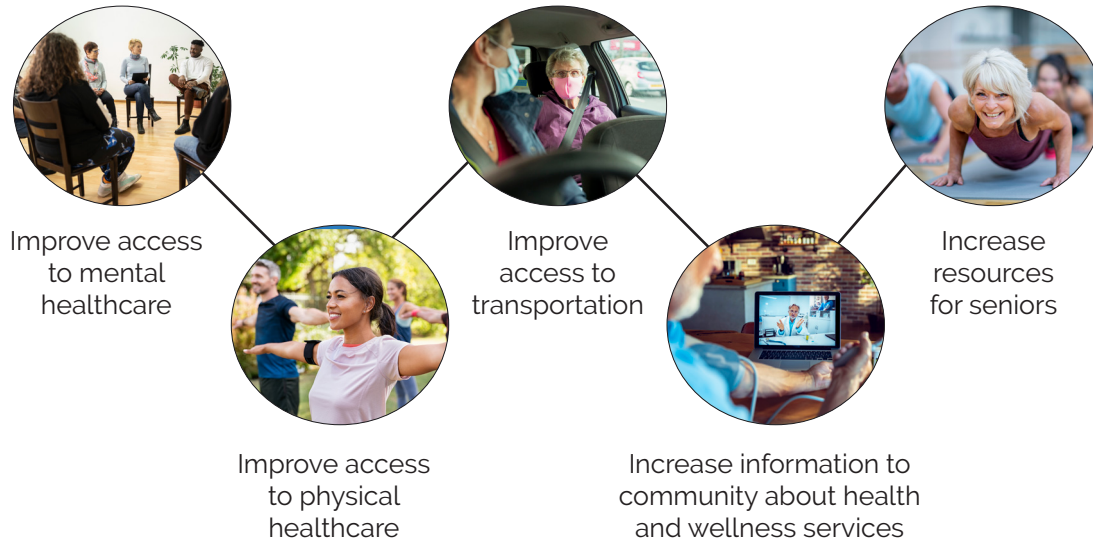 Improve access
to mental
healthcare
Improve access
to physical
healthcare
Improve
access to
transportation
Increase information to
community about health
and wellness services
Increase
resources
for seniors